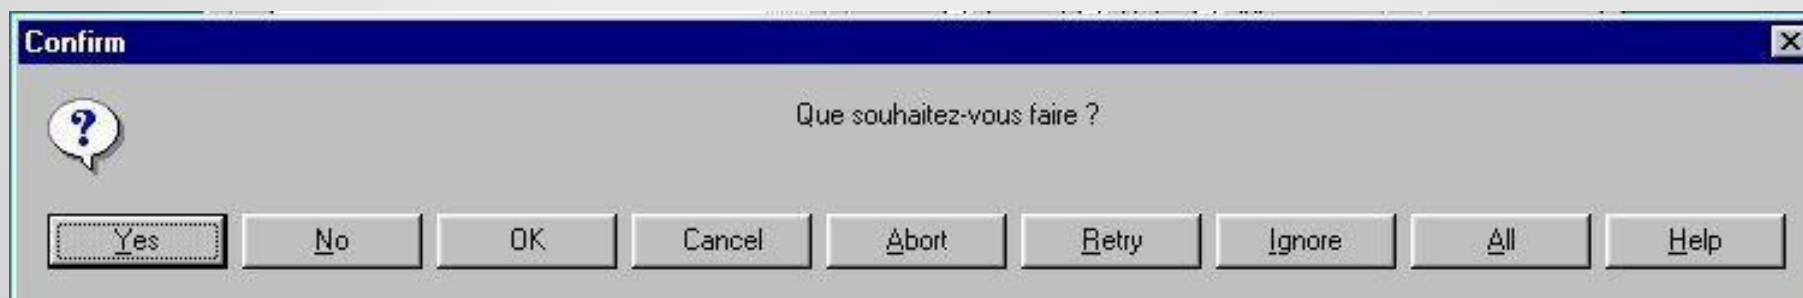 Confirm
Que souhaitez-vous faire ?
Yes No OK Cancel Abort Retry Ignore All Help